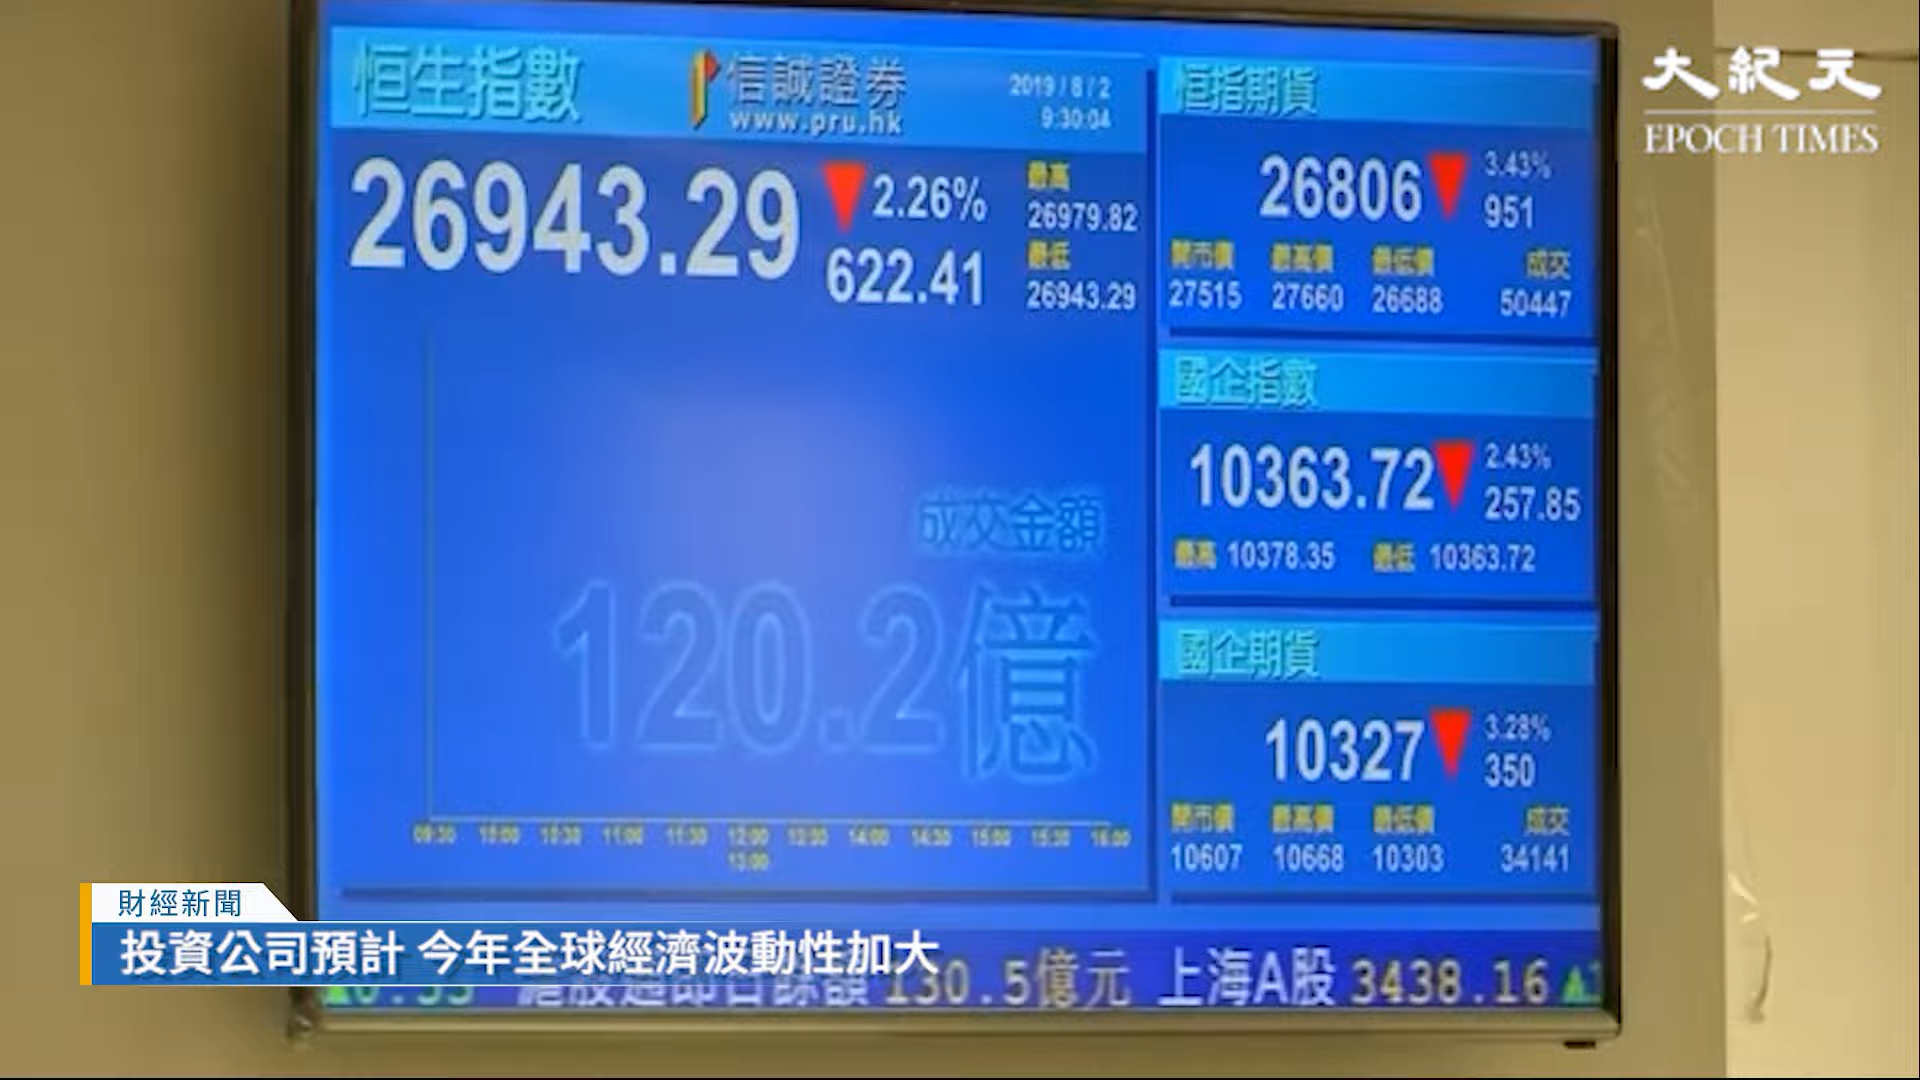 大紀元
EPOCH TIMES
恒生指數
信誠證券
www.pru.hk
2019/8/2
9:30:04
26943.29
2.26%
622.41
最高
26979.82
最低
26943.29
成交金額
120.2億
09:30 10:00 10:30 11:00 11:30 12:00 13:30 14:00 14:30 15:00 15:30 16:00
13:00
恒指期貨
26806
3.43%
951
開市價 最高價 最低價 成交
27515 27660 26688 50447
國企指數
10363.72
2.43%
257.85
最高 10378.35 最低 10363.72
國企期貨
10327
3.28%
350
開市價 最高價 最低價 成交
10607 10668 10303 34141
財經新聞
投資公司預計 今年全球經濟波動性加大
130.5億元 上海A股 3438.16